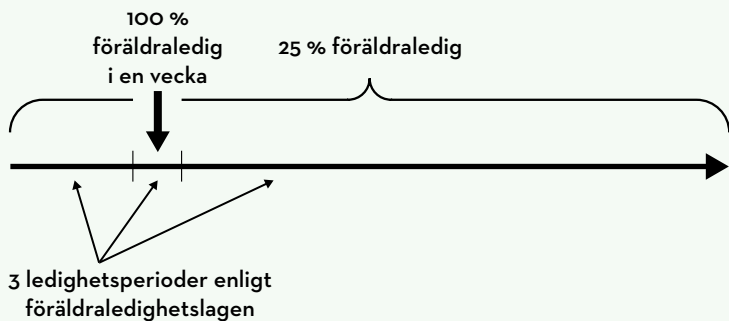 100 %
föräldraledig
i en vecka
25 % föräldraledig
3 ledighetsperioder enligt
föräldraledighetslagen